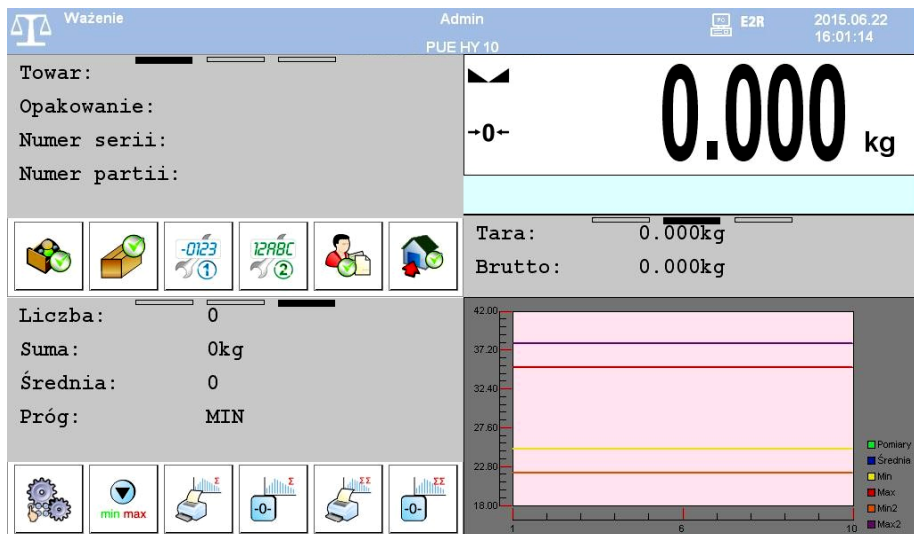 Ważenie Admin E2R 2015.06.22
PUE HY 10 16:01:14
Towar:
Opakowanie:
Numer serii:
Numer partii:
→0←
0.000 kg
-0123 1
12ABC 2
Tara: 0.000kg
Brutto: 0.000kg
Liczba: 0
Suma: 0kg
Średnia: 0
Próg: MIN
min max
Σ
Σ
-0-
ΣΣ
ΣΣ
-0-
42.00
37.20
32.40
27.60
22.80
18.00
1 6 10
Pomiary
Średnia
Min
Max
Min2
Max2